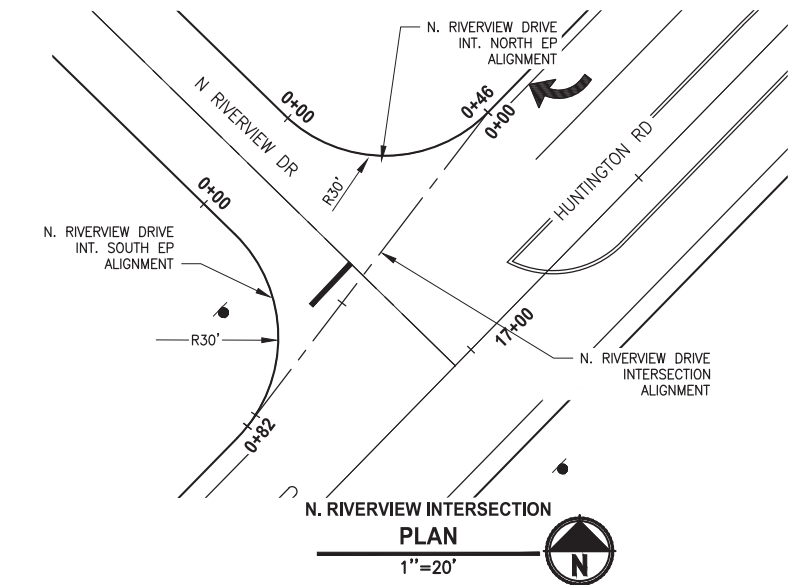 N. RIVERVIEW DRIVE
INT. NORTH EP
ALIGNMENT
0+00
0+46
0+00
N RIVERVIEW DR
R30'
HUNTINGTON RD
0+00
N. RIVERVIEW DRIVE
INT. SOUTH EP
ALIGNMENT
R30'
17+00
N. RIVERVIEW DRIVE
INTERSECTION
ALIGNMENT
0+82
N. RIVERVIEW INTERSECTION
PLAN
1"=20'
N